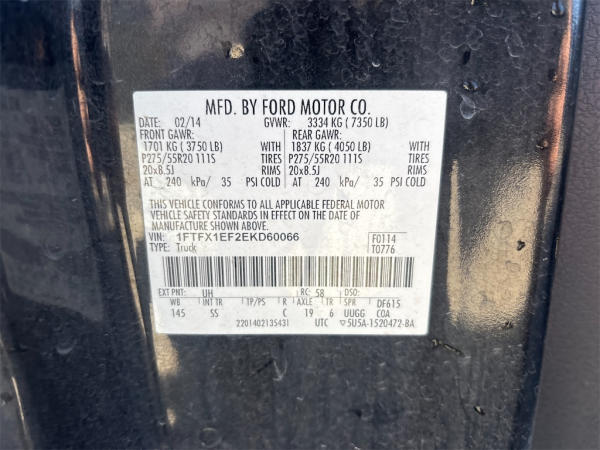 MFD. BY FORD MOTOR CO.
DATE: 02/14 GVWR: 3334 KG ( 7350 LB)
FRONT GAWR: REAR GAWR:
1701 KG ( 3750 LB) WITH 1837 KG ( 4050 LB) WITH
P275/55R20 111S TIRES P275/55R20 111S TIRES
20x8.5J RIMS 20x8.5J RIMS
AT 240 kPa/ 35 PSI COLD AT 240 kPa/ 35 PSI COLD
THIS VEHICLE CONFORMS TO ALL APPLICABLE FEDERAL MOTOR
VEHICLE SAFETY STANDARDS IN EFFECT ON THE DATE OF
MANUFACTURE SHOWN ABOVE.
VIN: 1FTFX1EF2EKD60066 F0114
TYPE: Truck T0776
EXT PNT: UH RC: 58 DSO:
WB INT TR TP/PS R AXLE TR SPR DF615
145 SS C 19 6 UUGG COA
2201402135431 UTC ▽5U5A-1520472-BA